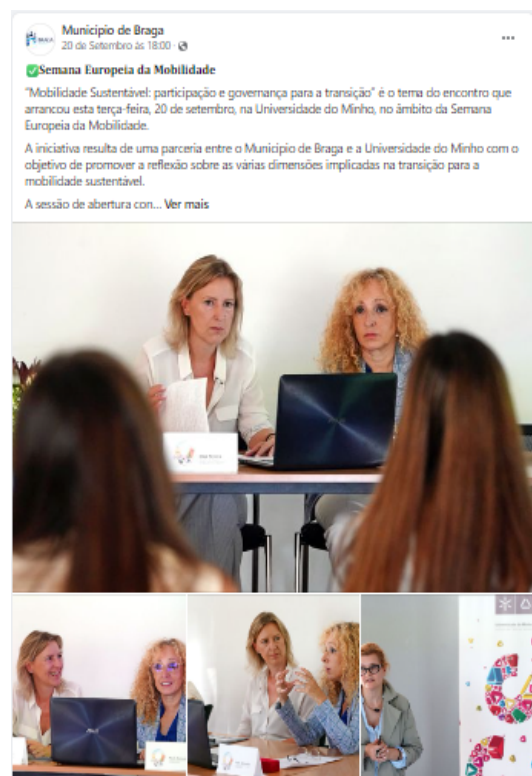 Município de Braga
20 de Setembro às 18:00 ·
Semana Europeia da Mobilidade
“Mobilidade Sustentável: participação e governança para a transição” é o tema do encontro que
arrancou esta terça-feira, 20 de setembro, na Universidade do Minho, no âmbito da Semana
Europeia da Mobilidade.
A iniciativa resulta de uma parceria entre o Município de Braga e a Universidade do Minho com o
objetivo de promover a reflexão sobre as várias dimensões implicadas na transição para a
mobilidade sustentável.
A sessão de abertura con... Ver mais
ASUS